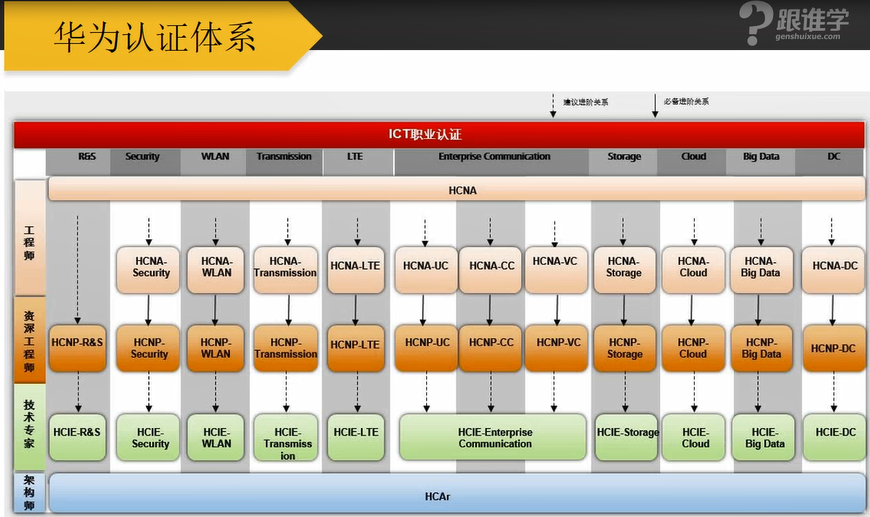 华为认证体系
跟谁学
genshuixue.com
建议进阶关系
必备进阶关系
ICT职业认证
R&S Security WLAN Transmission LTE Enterprise Communication Storage Cloud Big Data DC
HCNA
工程师
HCNA-Security
HCNA-WLAN
HCNA-Transmission
HCNA-LTE
HCNA-UC
HCNA-CC
HCNA-VC
HCNA-Storage
HCNA-Cloud
HCNA-Big Data
HCNA-DC
资深工程师
HCNP-R&S
HCNP-Security
HCNP-WLAN
HCNP-Transmission
HCNP-LTE
HCNP-UC
HCNP-CC
HCNP-VC
HCNP-Storage
HCNP-Cloud
HCNP-Big Data
HCNP-DC
技术专家
HCIE-R&S
HCIE-Security
HCIE-WLAN
HCIE-Transmission
HCIE-LTE
HCIE-Enterprise Communication
HCIE-Storage
HCIE-Cloud
HCIE-Big Data
HCIE-DC
架构师
HCAr